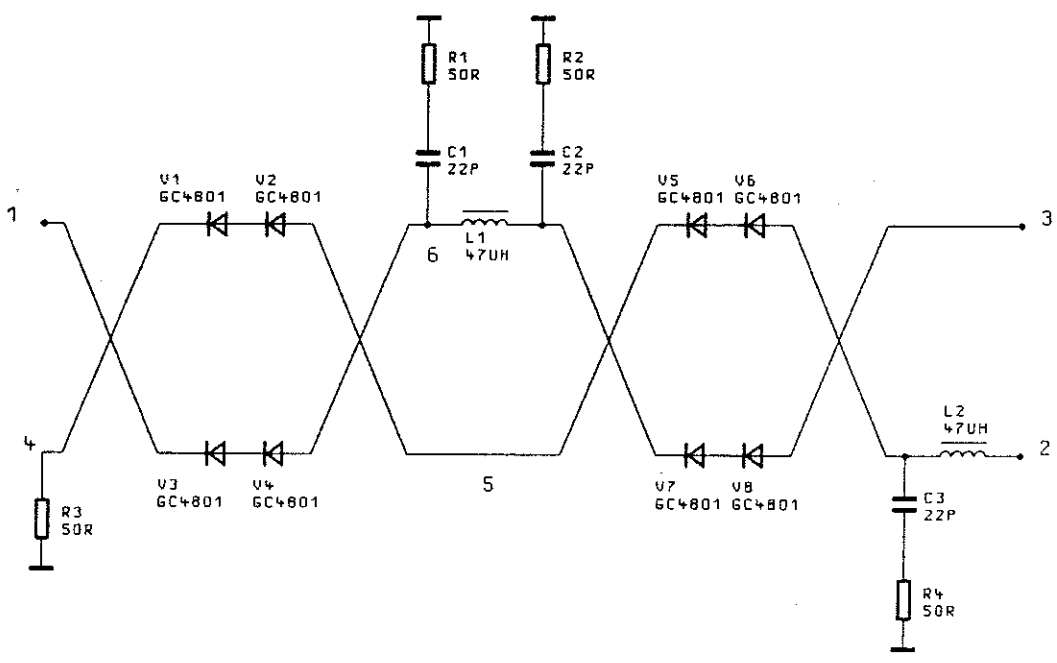 R1
50R
R2
50R
C1
22P
C2
22P
V1
GC4801
V2
GC4801
V5
GC4801
V6
GC4801
1
3
6
L1
47UH
4
L2
47UH
2
5
V3
GC4801
V4
GC4801
V7
GC4801
V8
GC4801
R3
50R
C3
22P
R4
50R